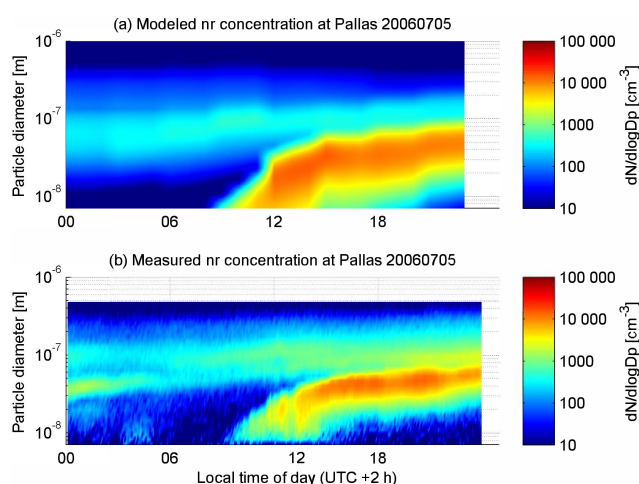 (a) Modeled nr concentration at Pallas 20060705
Particle diameter [m]
10-6
10-7
10-8
00 06 12 18
100 000
10 000
1000
100
10
dN/dlogDp [cm-3]
(b) Measured nr concentration at Pallas 20060705
Particle diameter [m]
10-6
10-7
10-8
00 06 12 18
Local time of day (UTC +2 h)
100 000
10 000
1000
100
10
dN/dlogDp [cm-3]